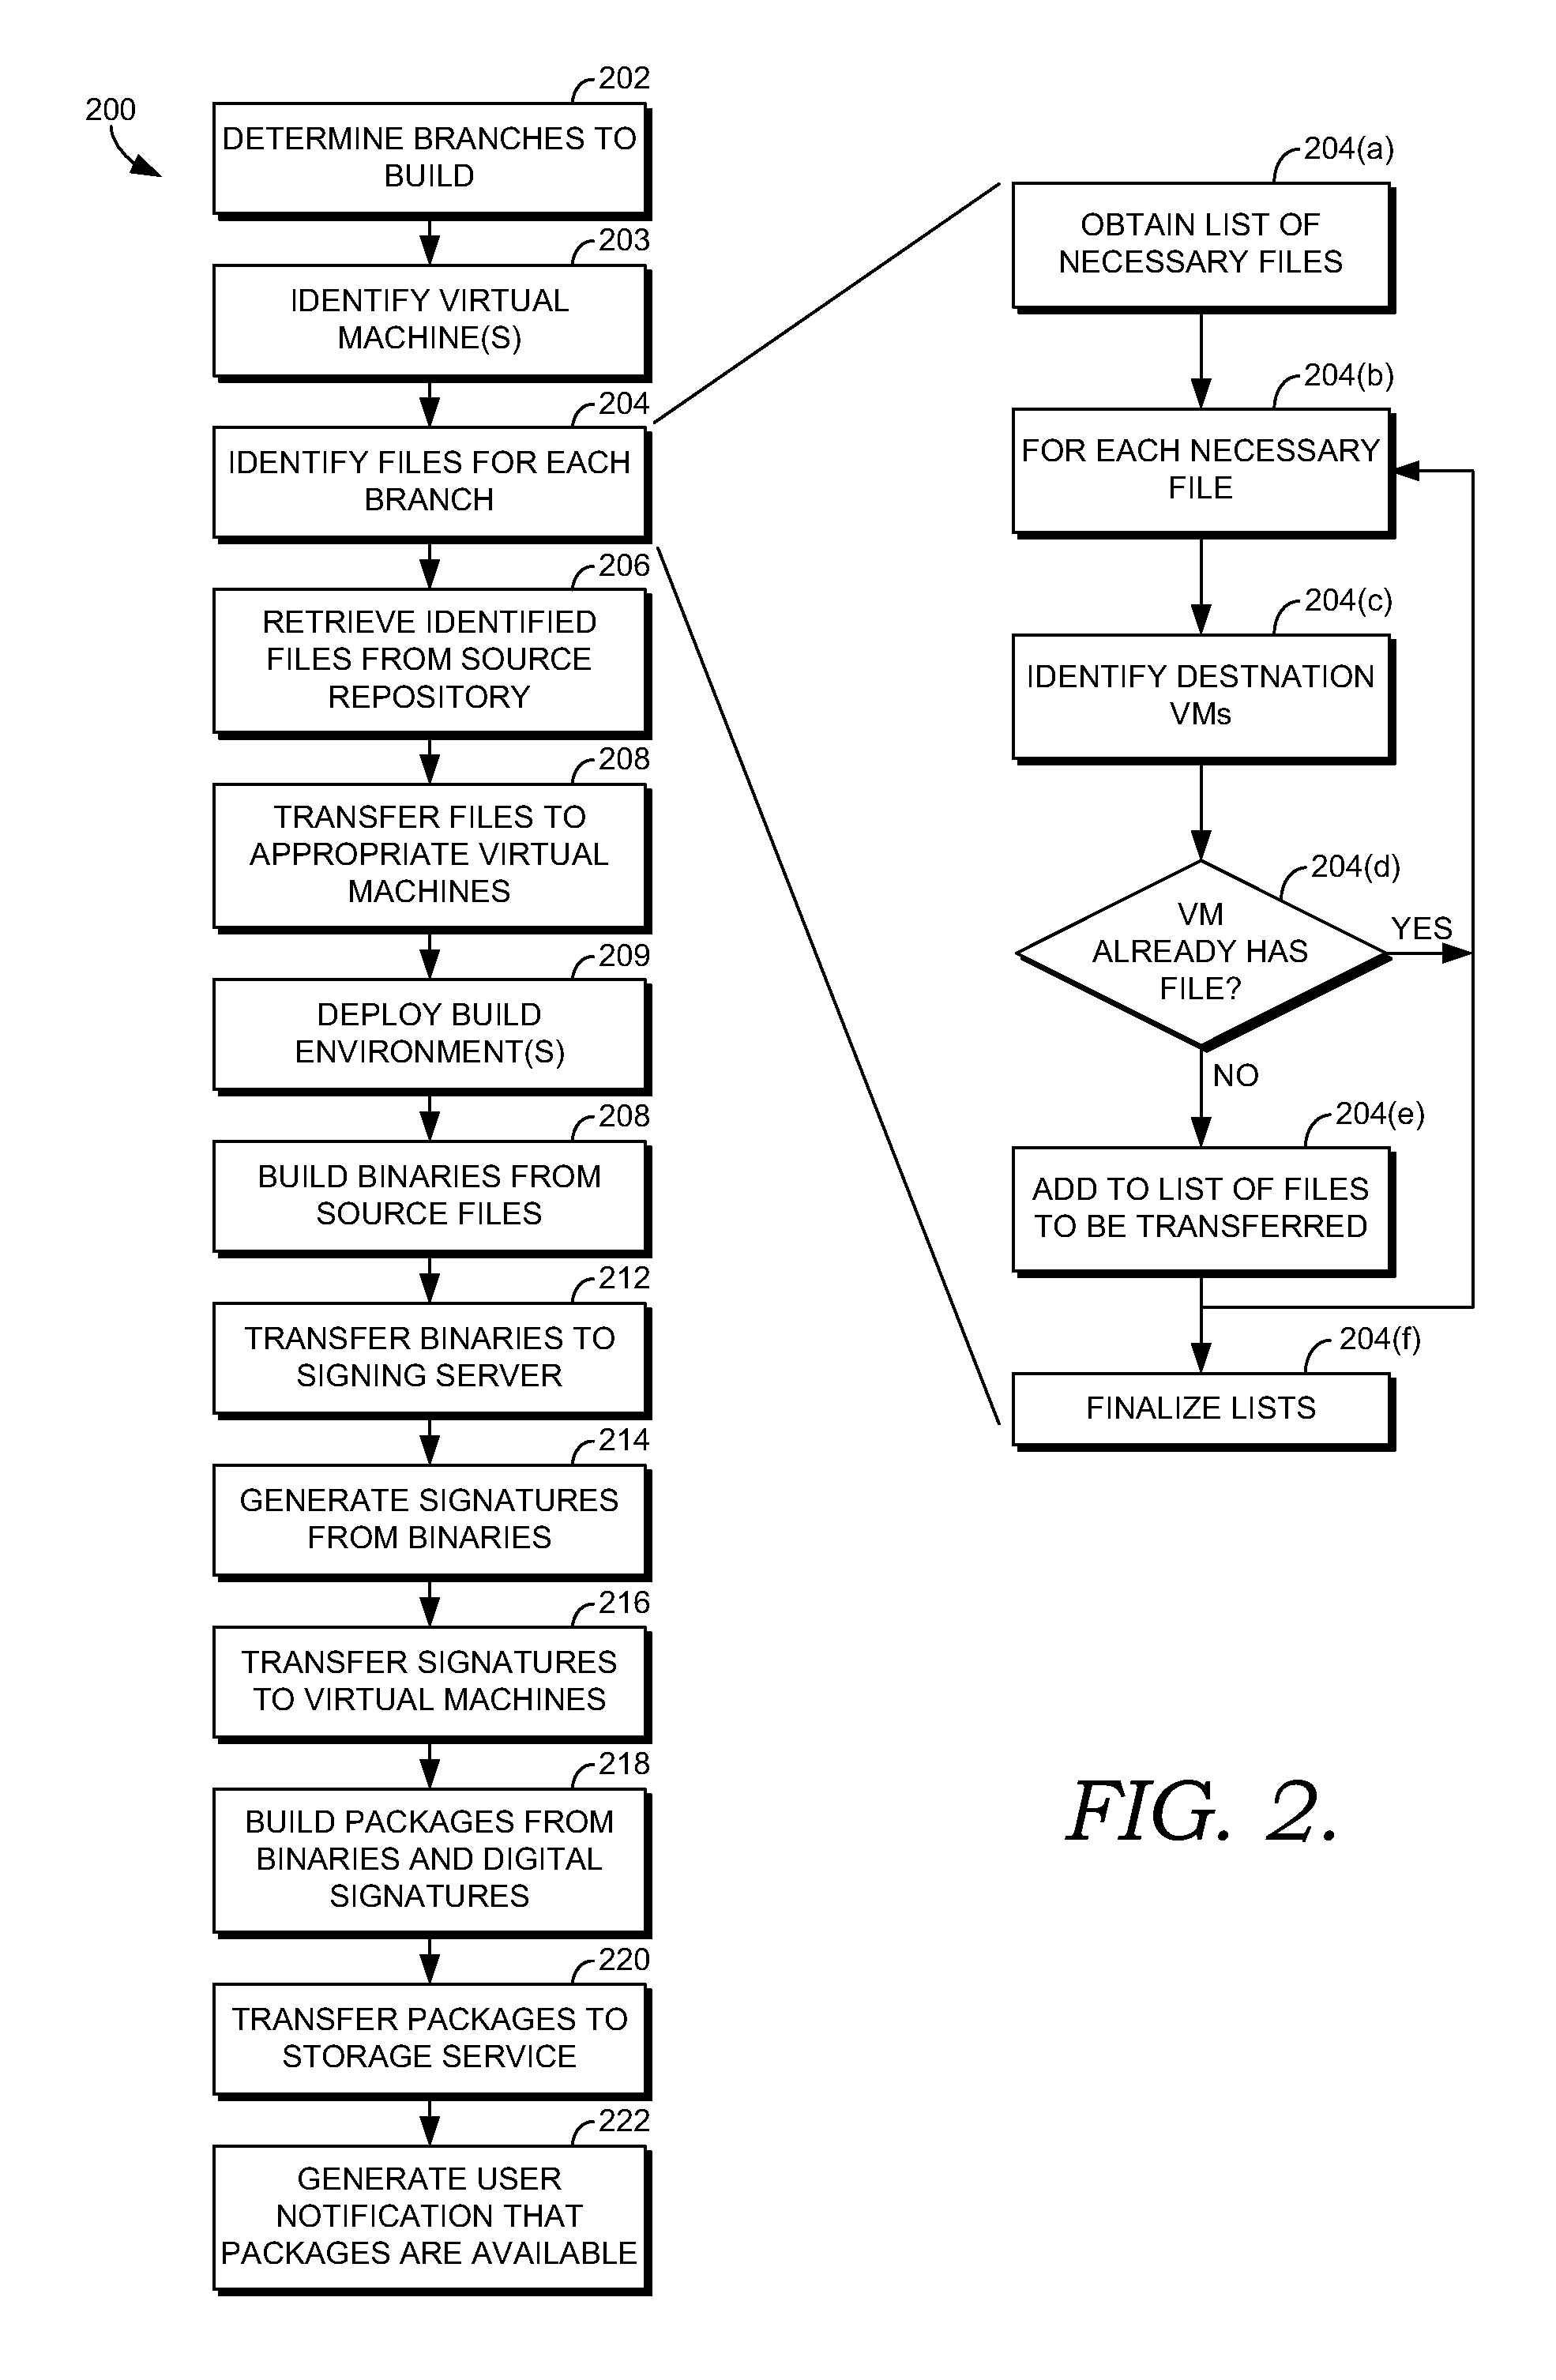 200
202
DETERMINE BRANCHES TO
BUILD
203
IDENTIFY VIRTUAL
MACHINE(S)
204
IDENTIFY FILES FOR EACH
BRANCH
206
RETRIEVE IDENTIFIED
FILES FROM SOURCE
REPOSITORY
208
TRANSFER FILES TO
APPROPRIATE VIRTUAL
MACHINES
209
DEPLOY BUILD
ENVIRONMENT(S)
208
BUILD BINARIES FROM
SOURCE FILES
212
TRANSFER BINARIES TO
SIGNING SERVER
214
GENERATE SIGNATURES
FROM BINARIES
216
TRANSFER SIGNATURES
TO VIRTUAL MACHINES
218
BUILD PACKAGES FROM
BINARIES AND DIGITAL
SIGNATURES
220
TRANSFER PACKAGES TO
STORAGE SERVICE
222
GENERATE USER
NOTIFICATION THAT
PACKAGES ARE AVAILABLE
204(a)
OBTAIN LIST OF
NECESSARY FILES
204(b)
FOR EACH NECESSARY
FILE
204(c)
IDENTIFY DESTNATION
VMs
204(d)
VM
ALREADY HAS
FILE?
YES
NO
204(e)
ADD TO LIST OF FILES
TO BE TRANSFERRED
204(f)
FINALIZE LISTS
FIG. 2.